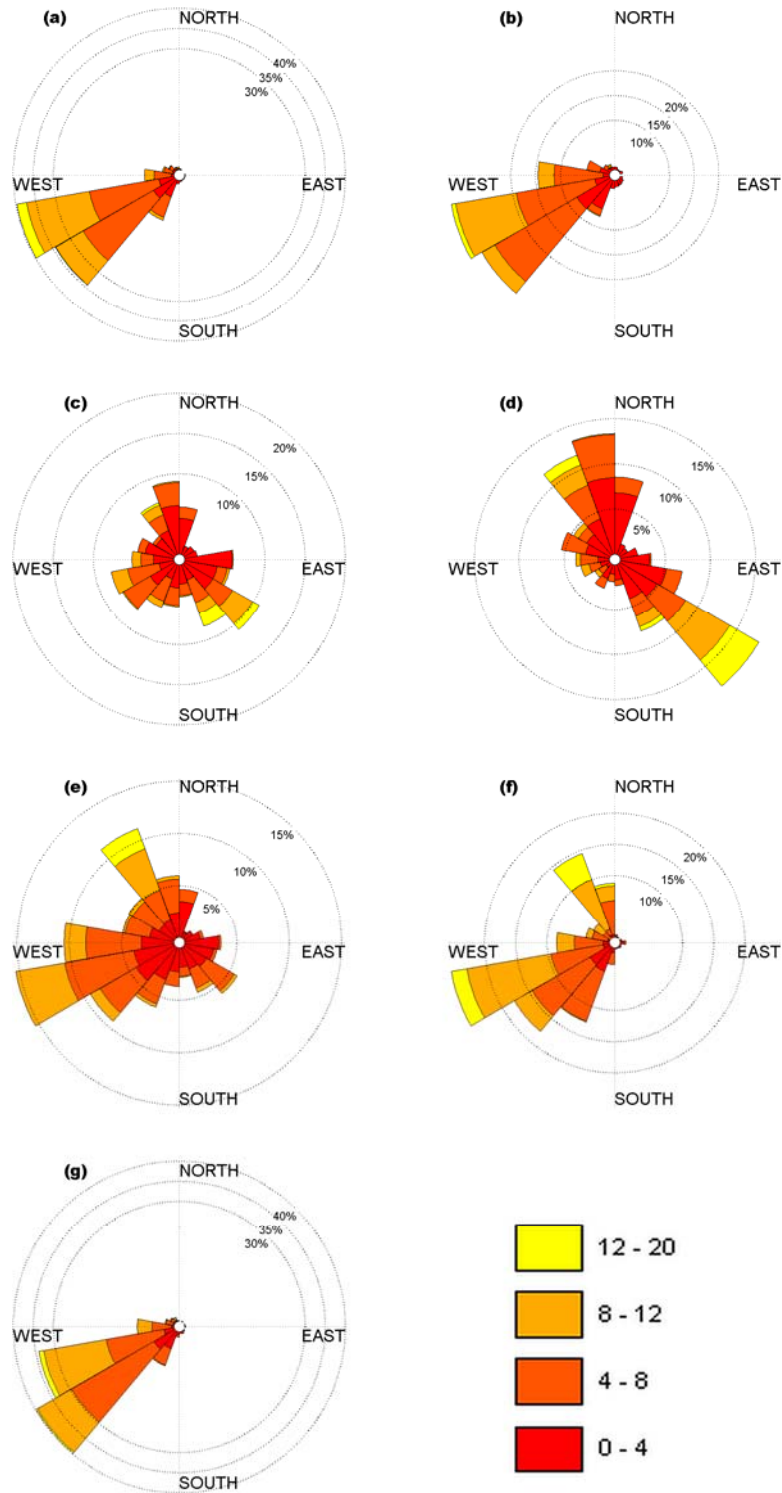 (a) NORTH
40%
35%
30%
WEST EAST
SOUTH
(b) NORTH
20%
15%
10%
WEST EAST
SOUTH
(c) NORTH
20%
15%
10%
WEST EAST
SOUTH
(d) NORTH
15%
10%
5%
WEST EAST
SOUTH
(e) NORTH
15%
10%
5%
WEST EAST
SOUTH
(f) NORTH
20%
15%
10%
WEST EAST
SOUTH
(g) NORTH
40%
35%
30%
WEST EAST
SOUTH
12 - 20
8 - 12
4 - 8
0 - 4